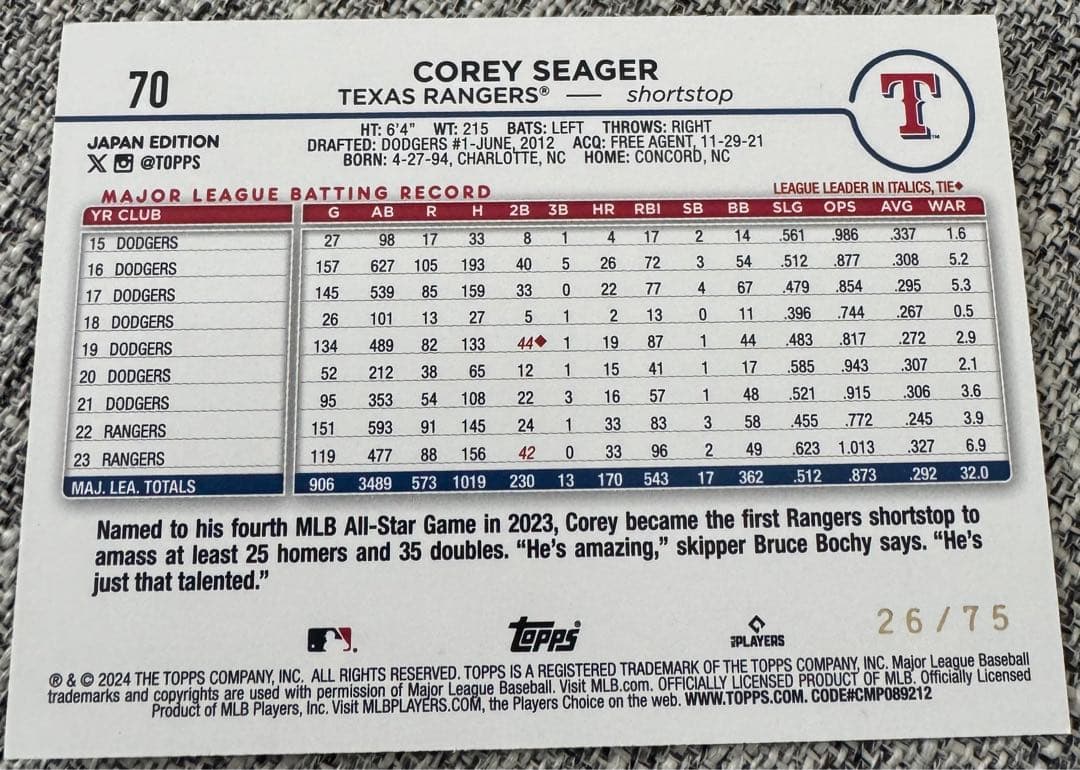 70
COREY SEAGER
TEXAS RANGERS® — shortstop
T™
JAPAN EDITION
X @TOPPS
HT: 6'4" WT: 215 BATS: LEFT THROWS: RIGHT
DRAFTED: DODGERS #1-JUNE, 2012 ACQ: FREE AGENT, 11-29-21
BORN: 4-27-94, CHARLOTTE, NC HOME: CONCORD, NC
MAJOR LEAGUE BATTING RECORD LEAGUE LEADER IN ITALICS, TIE◆
YR CLUB G AB R H 2B 3B HR RBI SB BB SLG OPS AVG WAR
15 DODGERS 27 98 17 33 8 1 4 17 2 14 .561 .986 .337 1.6
16 DODGERS 157 627 105 193 40 5 26 72 3 54 .512 .877 .308 5.2
17 DODGERS 145 539 85 159 33 0 22 77 4 67 .479 .854 .295 5.3
18 DODGERS 26 101 13 27 5 1 2 13 0 11 .396 .744 .267 0.5
19 DODGERS 134 489 82 133 44◆ 1 19 87 1 44 .483 .817 .272 2.9
20 DODGERS 52 212 38 65 12 1 15 41 1 17 .585 .943 .307 2.1
21 DODGERS 95 353 54 108 22 3 16 57 1 48 .521 .915 .306 3.6
22 RANGERS 151 593 91 145 24 1 33 83 3 58 .455 .772 .245 3.9
23 RANGERS 119 477 88 156 42 0 33 96 2 49 .623 1.013 .327 6.9
MAJ. LEA. TOTALS 906 3489 573 1019 230 13 170 543 17 362 .512 .873 .292 32.0
Named to his fourth MLB All-Star Game in 2023, Corey became the first Rangers shortstop to
amass at least 25 homers and 35 doubles. “He’s amazing,” skipper Bruce Bochy says. “He’s
just that talented.”
26/75
topps
PLAYERS
® & © 2024 THE TOPPS COMPANY, INC. ALL RIGHTS RESERVED. TOPPS IS A REGISTERED TRADEMARK OF THE TOPPS COMPANY, INC. Major League Baseball
trademarks and copyrights are used with permission of Major League Baseball. Visit MLB.com. OFFICIALLY LICENSED PRODUCT OF MLB. Officially Licensed
Product of MLB Players, Inc. Visit MLBPLAYERS.COM, the Players Choice on the web. WWW.TOPPS.COM. CODE#CMP089212